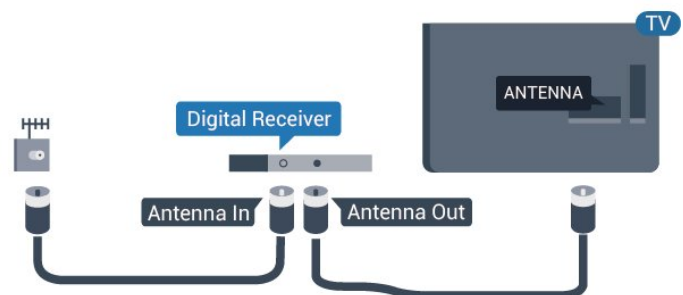 TV
ANTENNA
Digital Receiver
Antenna In
Antenna Out